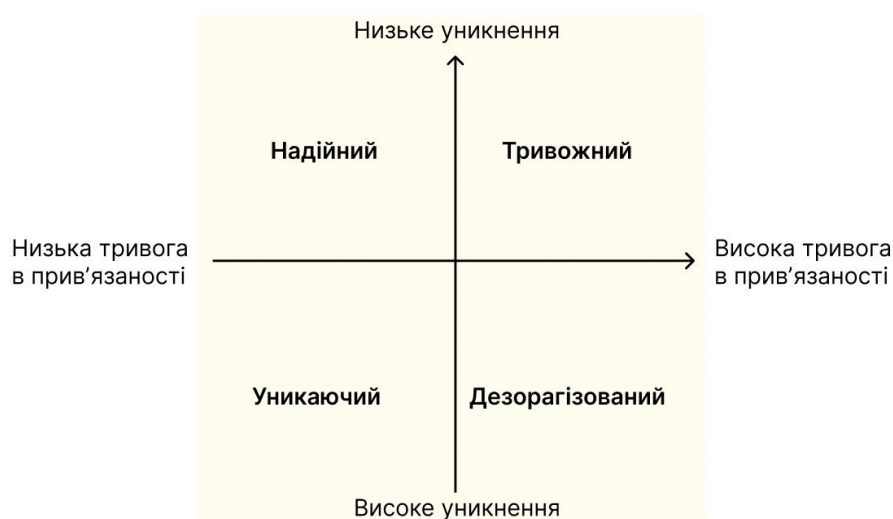 Низьке уникнення
Надійний
Тривожний
Низька тривога
в прив’язаності
Висока тривога
в прив’язаності
Уникаючий
Дезорагізований
Високе уникнення